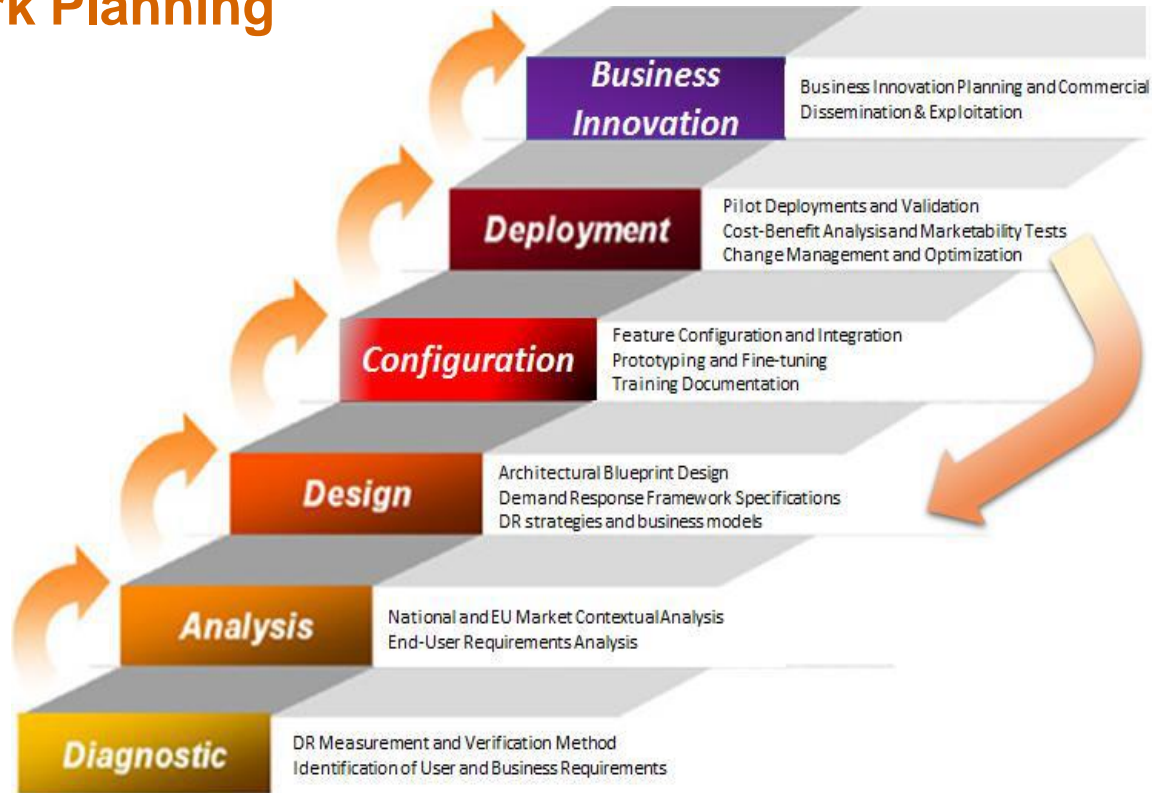 Planning
Business
Innovation
Business Innovation Planning and Commercial
Dissemination & Exploitation
Deployment
Pilot Deployments and Validation
Cost-Benefit Analysis and Marketability Tests
Change Management and Optimization
Configuration
Feature Configuration and Integration
Prototyping and Fine-tuning
Training Documentation
Design
Architectural Blueprint Design
Demand Response Framework Specifications
DR strategies and business models
Analysis
National and EU Market Contextual Analysis
End-User Requirements Analysis
Diagnostic
DR Measurement and Verification Method
Identification of User and Business Requirements